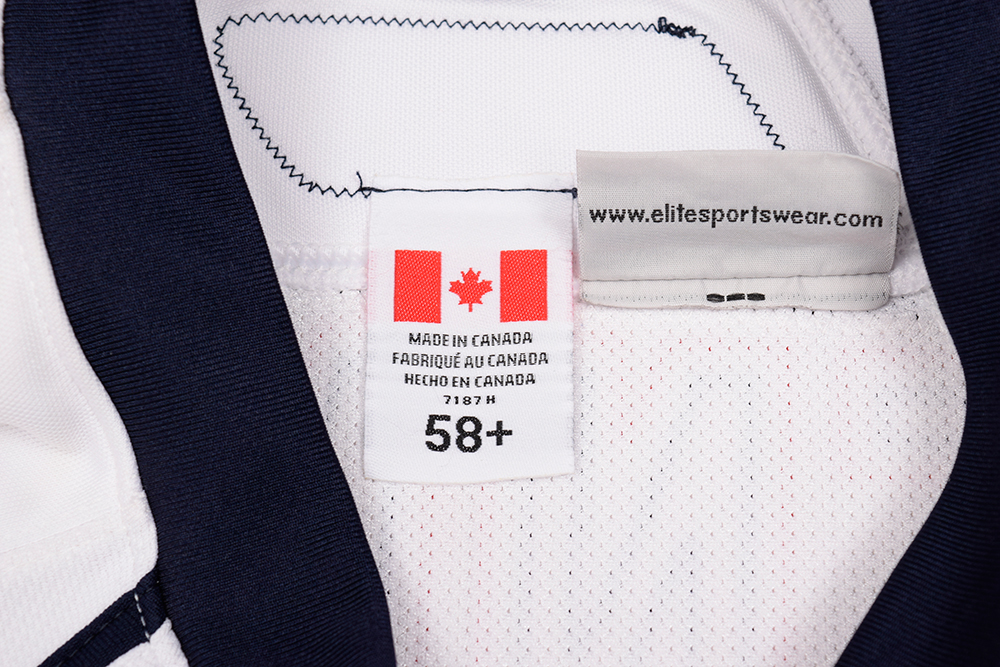 www.elitesportswear.com
MADE IN CANADA
FABRIQUÉ AU CANADA
HECHO EN CANADA
7187 H
58+